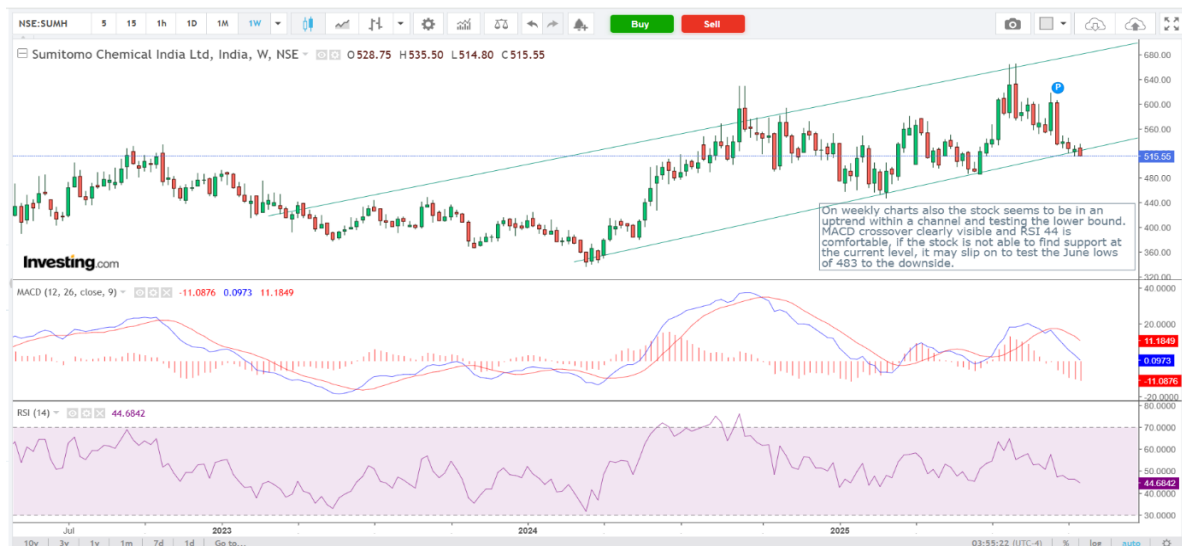 NSE:SUMH 5 15 1h 1D 1M 1W Buy Sell
Sumitomo Chemical India Ltd, India, W, NSE O528.75 H535.50 L514.80 C515.55
680.00
640.00
P
600.00
560.00
515.55
480.00
440.00
On weekly charts also the stock seems to be in an
uptrend within a channel and testing the lower bound.
MACD crossover clearly visible and RSI 44 is
comfortable, if the stock is not able to find support at
the current level, it may slip on to test the June lows
of 483 to the downside.
400.00
360.00
320.00
Investing.com
MACD (12, 26, close, 9) -11.0876 0.0973 11.1849
40.0000
20.0000
11.1849
0.0973
-11.0876
-20.0000
RSI (14) 44.6842
80.0000
70.0000
60.0000
50.0000
44.6842
40.0000
30.0000
Jul 2023 2024 2025
10y 3y 1y 1m 7d 1d Go to... 03:55:22 (UTC-4) % log auto